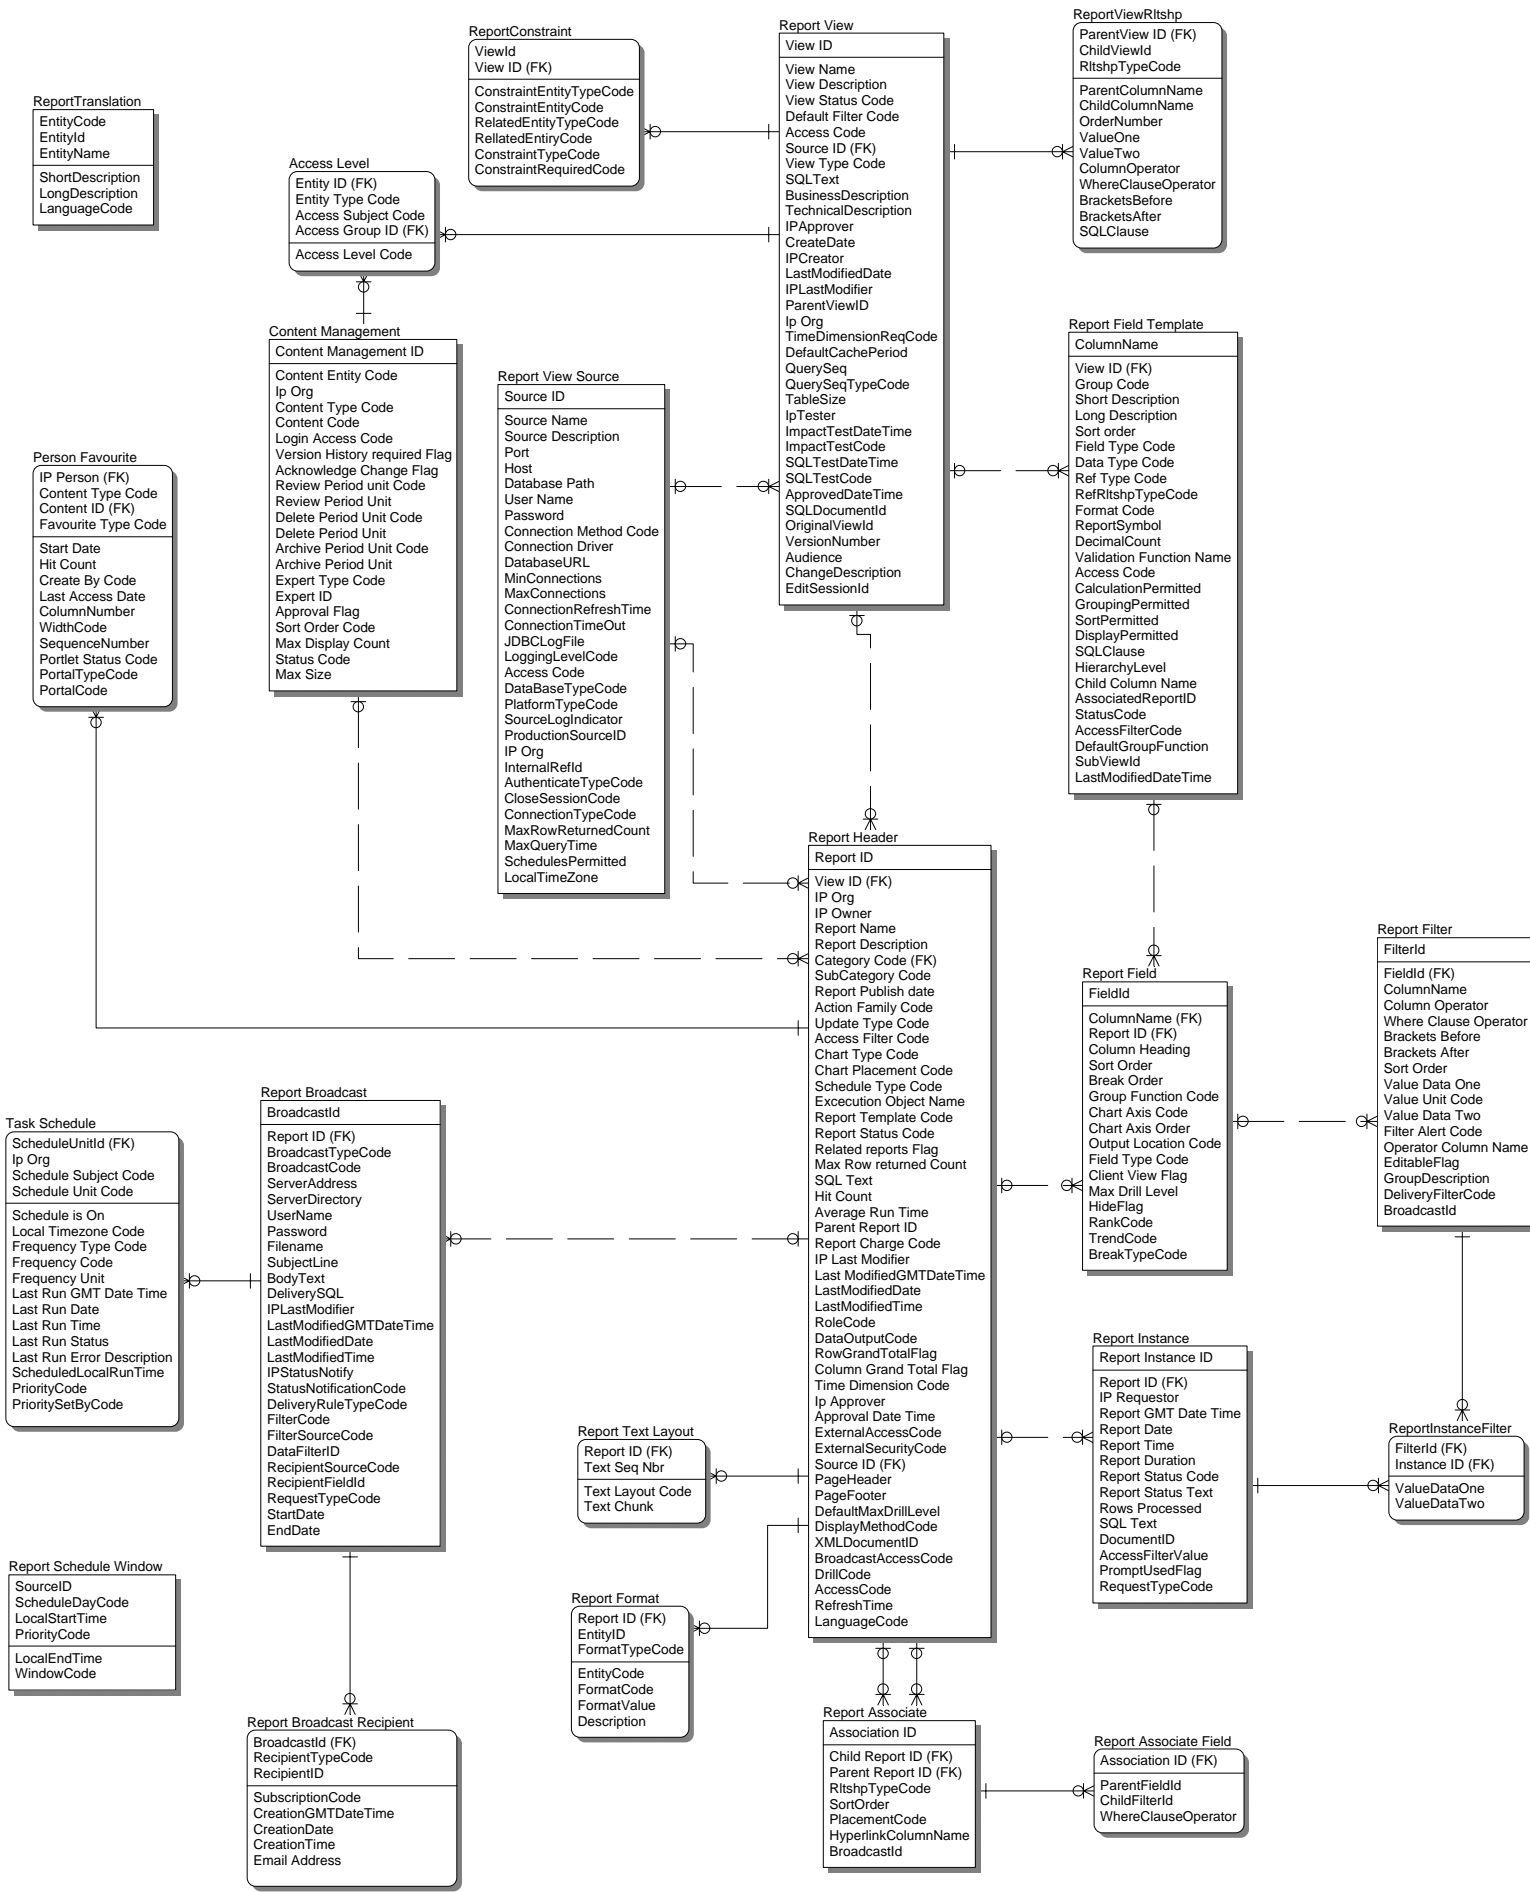 ReportTranslation
EntityCode
EntityId
EntityName
ShortDescription
LongDescription
LanguageCode
ReportConstraint
ViewId
View ID (FK)
ConstraintEntityTypeCode
ConstraintEntityCode
RelatedEntityTypeCode
RellatedEntiryCode
ConstraintTypeCode
ConstraintRequiredCode
Access Level
Entity ID (FK)
Entity Type Code
Access Subject Code
Access Group ID (FK)
Access Level Code
Report View
View ID
View Name
View Description
View Status Code
Default Filter Code
Access Code
Source ID (FK)
View Type Code
SQLText
BusinessDescription
TechnicalDescription
IPApprover
CreateDate
IPCreator
LastModifiedDate
IPLastModifier
ParentViewID
Ip Org
TimeDimensionReqCode
DefaultCachePeriod
QuerySeq
QuerySeqTypeCode
TableSize
IpTester
ImpactTestDateTime
ImpactTestCode
SQLTestDateTime
SQLTestCode
ApprovedDateTime
SQLDocumentId
OriginalViewId
VersionNumber
Audience
ChangeDescription
EditSessionId
ReportViewRltshp
ParentView ID (FK)
ChildViewId
RltshpTypeCode
ParentColumnName
ChildColumnName
OrderNumber
ValueOne
ValueTwo
ColumnOperator
WhereClauseOperator
BracketsBefore
BracketsAfter
SQLClause
Content Management
Content Management ID
Content Entity Code
Ip Org
Content Type Code
Content Code
Login Access Code
Version History required Flag
Acknowledge Change Flag
Review Period unit Code
Review Period Unit
Delete Period Unit Code
Delete Period Unit
Archive Period Unit Code
Archive Period Unit
Expert Type Code
Expert ID
Approval Flag
Sort Order Code
Max Display Count
Status Code
Max Size
Report View Source
Source ID
Source Name
Source Description
Port
Host
Database Path
User Name
Password
Connection Method Code
Connection Driver
DatabaseURL
MinConnections
MaxConnections
ConnectionRefreshTime
ConnectionTimeOut
JDBCLogFile
LoggingLevelCode
Access Code
DataBaseTypeCode
PlatformTypeCode
SourceLogIndicator
ProductionSourceID
IP Org
InternalRefId
AuthenticateTypeCode
CloseSessionCode
ConnectionTypeCode
MaxRowReturnedCount
MaxQueryTime
SchedulesPermitted
LocalTimeZone
Report Field Template
ColumnName
View ID (FK)
Group Code
Short Description
Long Description
Sort order
Field Type Code
Data Type Code
Ref Type Code
RefRltshpTypeCode
Format Code
ReportSymbol
DecimalCount
Validation Function Name
Access Code
CalculationPermitted
GroupingPermitted
SortPermitted
DisplayPermitted
SQLClause
HierarchyLevel
Child Column Name
AssociatedReportID
StatusCode
AccessFilterCode
DefaultGroupFunction
SubViewId
LastModifiedDateTime
Person Favourite
IP Person (FK)
Content Type Code
Content ID (FK)
Favourite Type Code
Start Date
Hit Count
Create By Code
Last Access Date
ColumnNumber
WidthCode
SequenceNumber
Portlet Status Code
PortalTypeCode
PortalCode
Report Header
Report ID
View ID (FK)
IP Org
IP Owner
Report Name
Report Description
Category Code (FK)
SubCategory Code
Report Publish date
Action Family Code
Update Type Code
Access Filter Code
Chart Type Code
Chart Placement Code
Schedule Type Code
Excecution Object Name
Report Template Code
Report Status Code
Related reports Flag
Max Row returned Count
SQL Text
Hit Count
Average Run Time
Parent Report ID
Report Charge Code
IP Last Modifier
Last ModifiedGMTDateTime
LastModifiedDate
LastModifiedTime
RoleCode
DataOutputCode
RowGrandTotalFlag
Column Grand Total Flag
Time Dimension Code
Ip Approver
Approval Date Time
ExternalAccessCode
ExternalSecurityCode
Source ID (FK)
PageHeader
PageFooter
DefaultMaxDrillLevel
DisplayMethodCode
XMLDocumentID
BroadcastAccessCode
DrillCode
AccessCode
RefreshTime
LanguageCode
Report Field
FieldId
ColumnName (FK)
Report ID (FK)
Column Heading
Sort Order
Break Order
Group Function Code
Chart Axis Code
Chart Axis Order
Output Location Code
Field Type Code
Client View Flag
Max Drill Level
HideFlag
RankCode
TrendCode
BreakTypeCode
Report Filter
FilterId
FieldId (FK)
ColumnName
Column Operator
Where Clause Operator
Brackets Before
Brackets After
Sort Order
Value Data One
Value Unit Code
Value Data Two
Filter Alert Code
Operator Column Name
EditableFlag
GroupDescription
DeliveryFilterCode
BroadcastId
Task Schedule
ScheduleUnitId (FK)
Ip Org
Schedule Subject Code
Schedule Unit Code
Schedule is On
Local Timezone Code
Frequency Type Code
Frequency Code
Frequency Unit
Last Run GMT Date Time
Last Run Date
Last Run Time
Last Run Status
Last Run Error Description
ScheduledLocalRunTime
PriorityCode
PrioritySetByCode
Report Broadcast
BroadcastId
Report ID (FK)
BroadcastTypeCode
BroadcastCode
ServerAddress
ServerDirectory
UserName
Password
Filename
SubjectLine
BodyText
DeliverySQL
IPLastModifier
LastModifiedGMTDateTime
LastModifiedDate
LastModifiedTime
IPStatusNotify
StatusNotificationCode
DeliveryRuleTypeCode
FilterCode
FilterSourceCode
DataFilterID
RecipientSourceCode
RecipientFieldId
RequestTypeCode
StartDate
EndDate
Report Instance
Report Instance ID
Report ID (FK)
IP Requestor
Report GMT Date Time
Report Date
Report Time
Report Duration
Report Status Code
Report Status Text
Rows Processed
SQL Text
DocumentID
AccessFilterValue
PromptUsedFlag
RequestTypeCode
ReportInstanceFilter
FilterId (FK)
Instance ID (FK)
ValueDataOne
ValueDataTwo
Report Text Layout
Report ID (FK)
Text Seq Nbr
Text Layout Code
Text Chunk
Report Schedule Window
SourceID
ScheduleDayCode
LocalStartTime
PriorityCode
LocalEndTime
WindowCode
Report Format
Report ID (FK)
EntityID
FormatTypeCode
EntityCode
FormatCode
FormatValue
Description
Report Broadcast Recipient
BroadcastId (FK)
RecipientTypeCode
RecipientID
SubscriptionCode
CreationGMTDateTime
CreationDate
CreationTime
Email Address
Report Associate
Association ID
Child Report ID (FK)
Parent Report ID (FK)
RltshpTypeCode
SortOrder
PlacementCode
HyperlinkColumnName
BroadcastId
Report Associate Field
Association ID (FK)
ParentFieldId
ChildFilterId
WhereClauseOperator